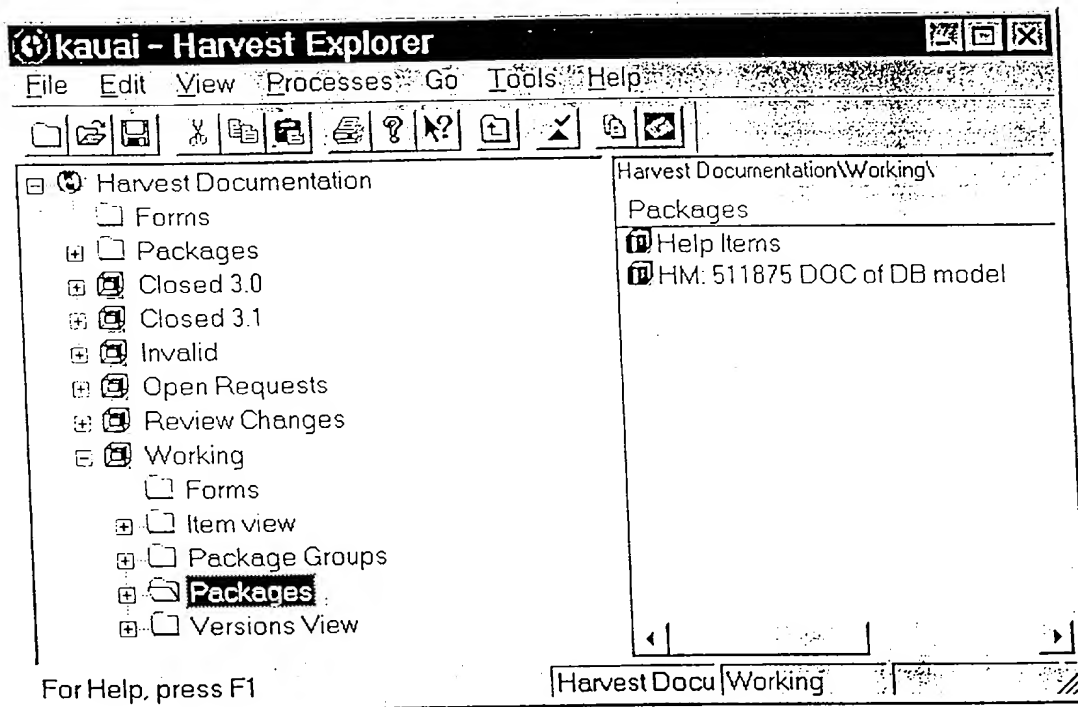 kauai - Harvest Explorer
File Edit View Processes Go Tools Help
Harvest Documentation
Forms
Packages
Closed 3.0
Closed 3.1
Invalid
Open Requests
Review Changes
Working
Forms
Item view
Package Groups
Packages
Versions View
Harvest Documentation\Working\
Packages
Help Items
HM: 511875 DOC of DB model
For Help, press F1
Harvest Docu
Working